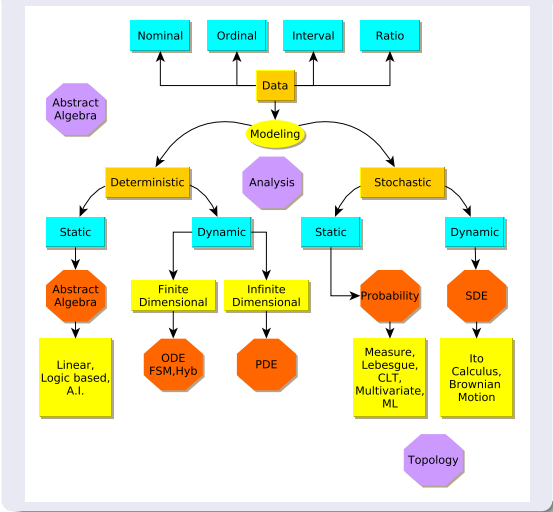 Nominal
Ordinal
Interval
Ratio
Data
Abstract
Algebra
Modeling
Deterministic
Analysis
Stochastic
Static
Dynamic
Static
Dynamic
Abstract
Algebra
Finite
Dimensional
Infinite
Dimensional
Probability
SDE
Linear,
Logic based,
A.I.
ODE
FSM,Hyb
PDE
Measure,
Lebesgue,
CLT,
Multivariate,
ML
Ito
Calculus,
Brownian
Motion
Topology